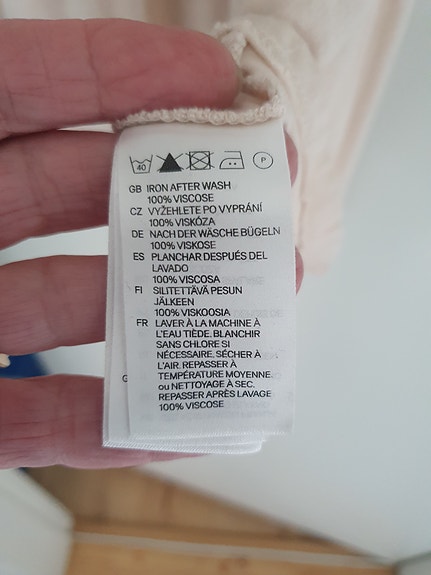 40 P
GB IRON AFTER WASH
100% VISCOSE
CZ VYŽEHLETE PO VYPRÁNÍ
100% VISKÓZA
DE NACH DER WÄSCHE BÜGELN
100% VISKOSE
ES PLANCHAR DESPUÉS DEL
LAVADO
100% VISCOSA
FI SILITETTÄVÄ PESUN
JÄLKEEN
100% VISKOOSIA
FR LAVER À LA MACHINE À
L'EAU TIÈDE. BLANCHIR
SANS CHLORE SI
NÉCESSAIRE. SÉCHER À
L'AIR. REPASSER À
TEMPÉRATURE MOYENNE.
ou NETTOYAGE À SEC.
REPASSER APRÈS LAVAGE
100% VISCOSE